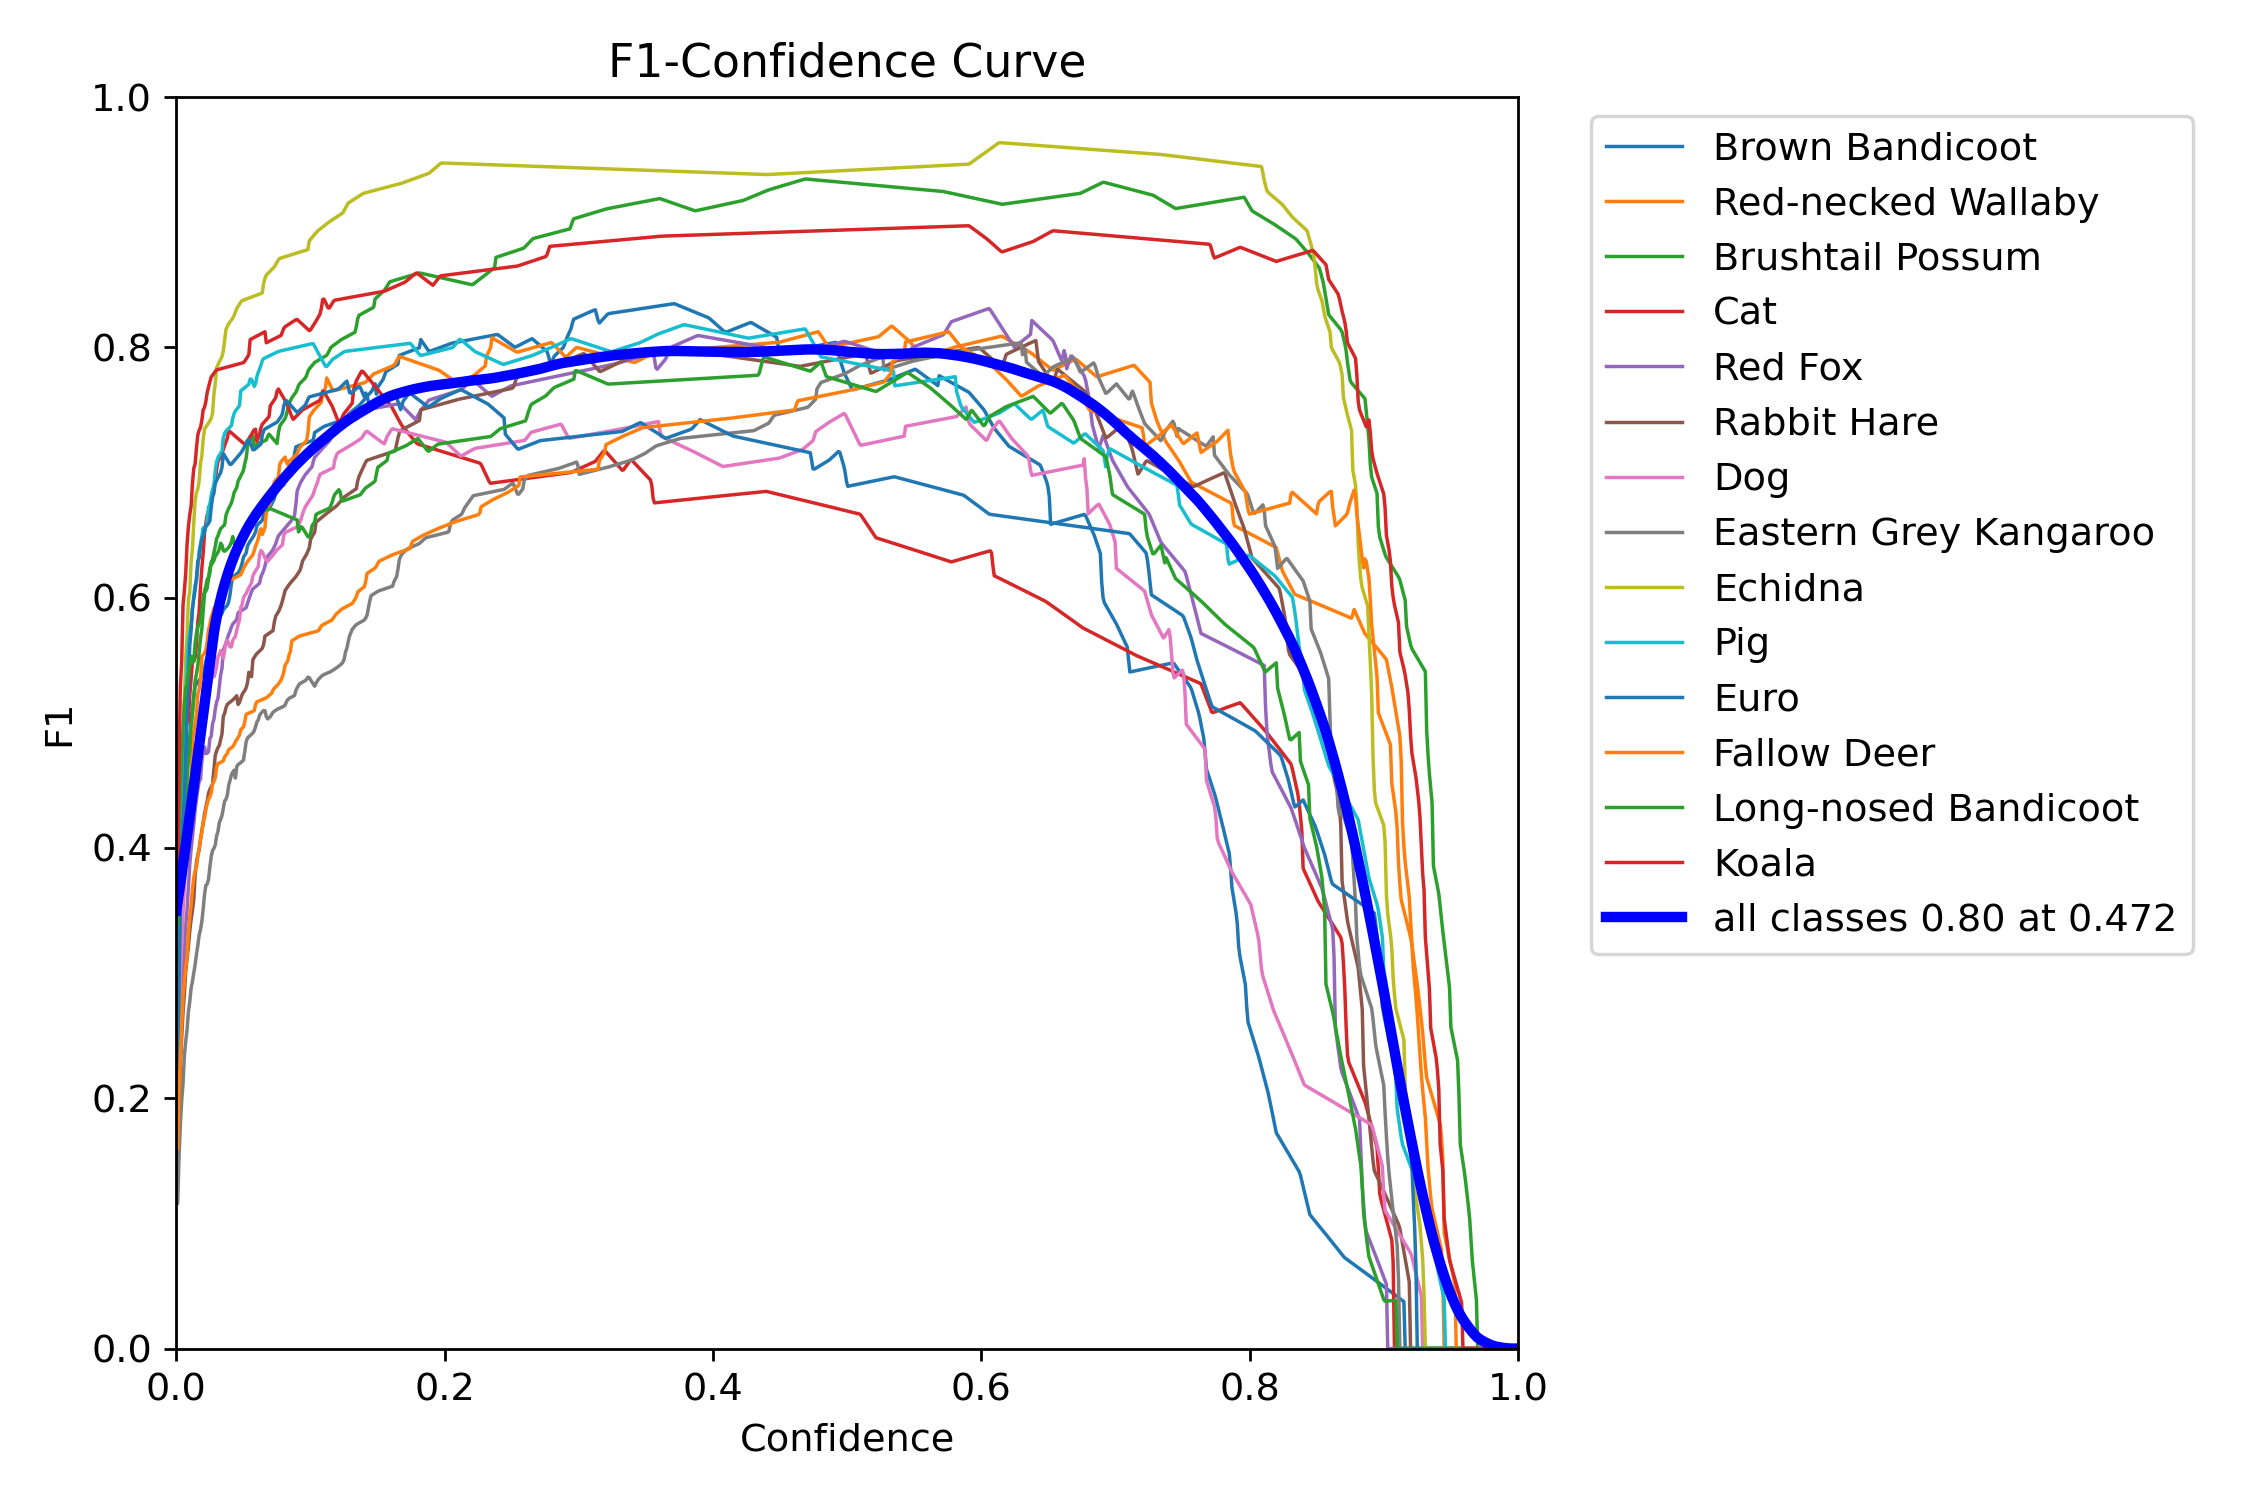 F1-Confidence Curve
1.0
0.8
0.6
0.4
0.2
0.0
F1
0.0 0.2 0.4 0.6 0.8 1.0
Confidence
Brown Bandicoot
Red-necked Wallaby
Brushtail Possum
Cat
Red Fox
Rabbit Hare
Dog
Eastern Grey Kangaroo
Echidna
Pig
Euro
Fallow Deer
Long-nosed Bandicoot
Koala
all classes 0.80 at 0.472